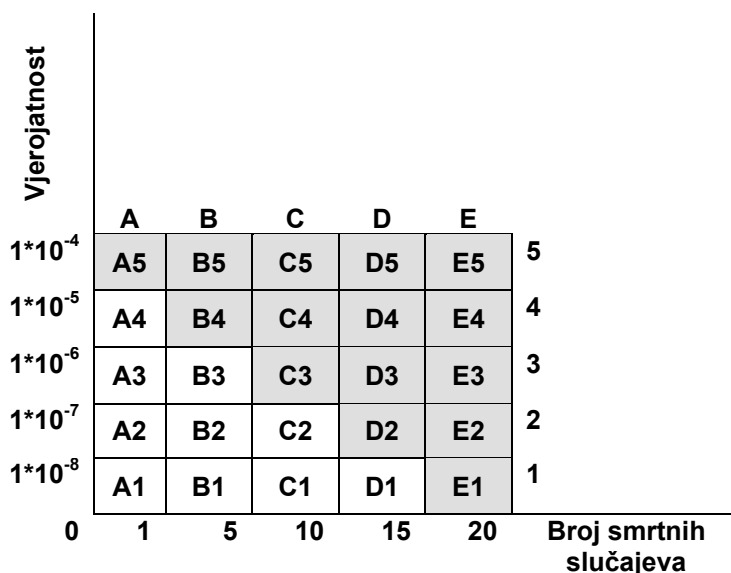 Vjerojatnost
A B C D E
1*10-4 A5 B5 C5 D5 E5 5
1*10-5 A4 B4 C4 D4 E4 4
1*10-6 A3 B3 C3 D3 E3 3
1*10-7 A2 B2 C2 D2 E2 2
1*10-8 A1 B1 C1 D1 E1 1
0 1 5 10 15 20 Broj smrtnih
slučajeva